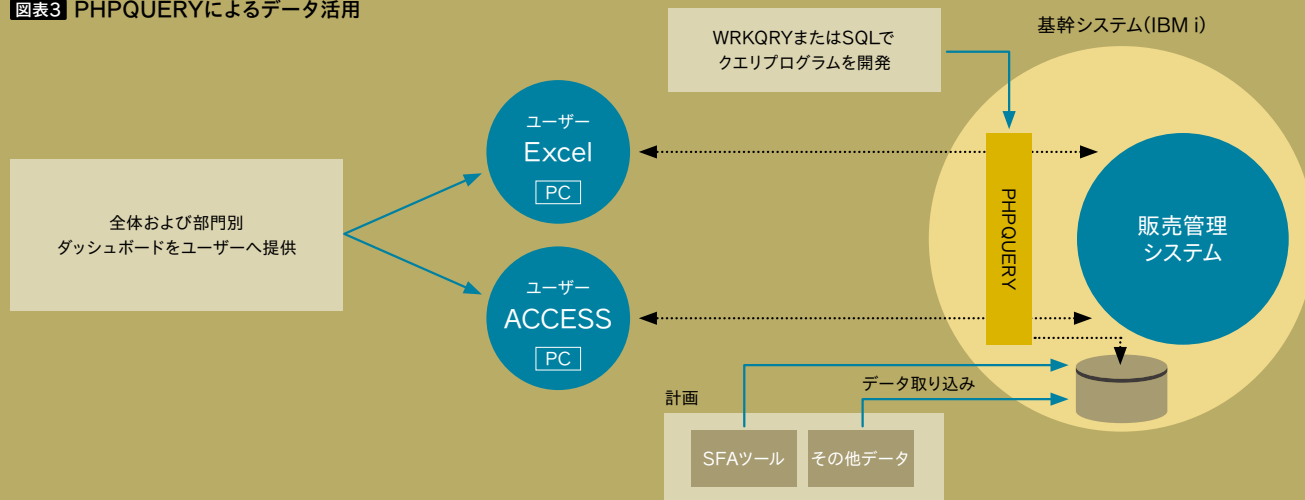 図表3 PHPQUERYによるデータ活用
WRKQRYまたはSQLで
クエリプログラムを開発
基幹システム(IBM i)
ユーザー
Excel
PC
全体および部門別
ダッシュボードをユーザーへ提供
PHPQUERY
販売管理
システム
ユーザー
ACCESS
PC
データ取り込み
計画
SFAツール
その他データ